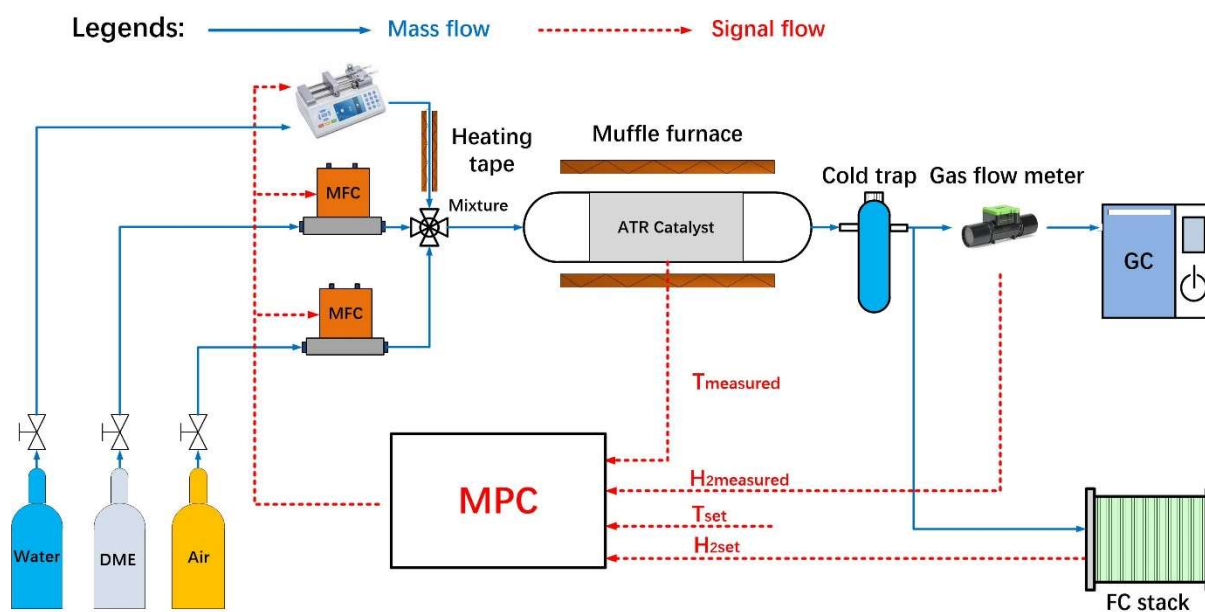 Legends:
Mass flow
Signal flow
Heating
tape
Muffle furnace
Cold trap
Gas flow meter
MFC
Mixture
ATR Catalyst
GC
MFC
Tmeasured
MPC
H2measured
Tset
H2set
Water
DME
Air
FC stack